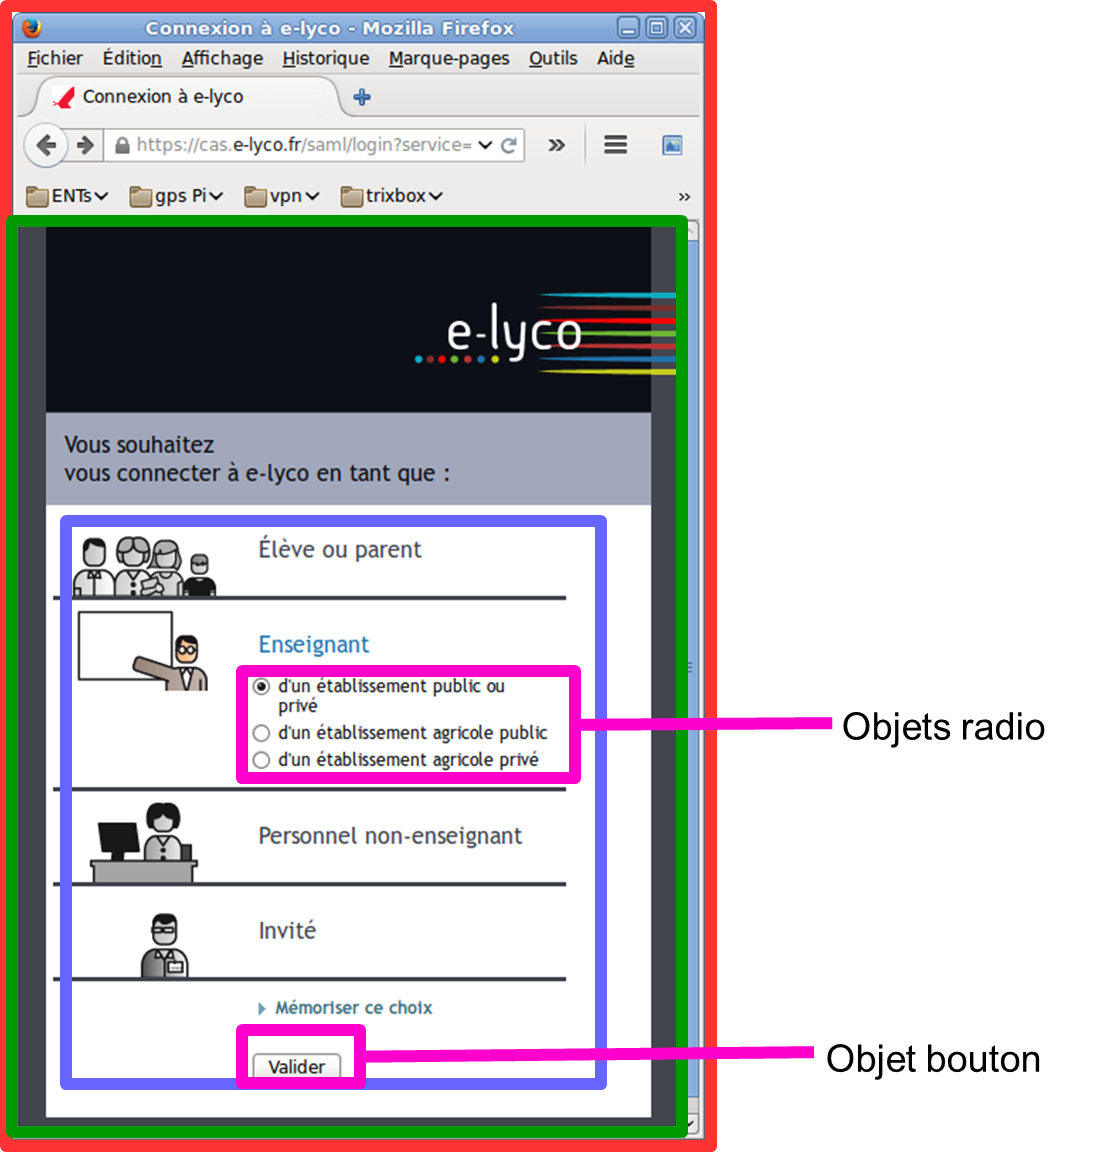 Connexion à e-lyco - Mozilla Firefox
Fichier Édition Affichage Historique Marque-pages Outils Aide
Connexion à e-lyco
https://cas.e-lyco.fr/saml/login?service=
ENTs gps Pi vpn trixbox »
e-lyco
Vous souhaitez
vous connecter à e-lyco en tant que :
Élève ou parent
Enseignant
d'un établissement public ou
privé
d'un établissement agricole public
d'un établissement agricole privé
Objets radio
Personnel non-enseignant
Invité
Mémoriser ce choix
Valider
Objet bouton